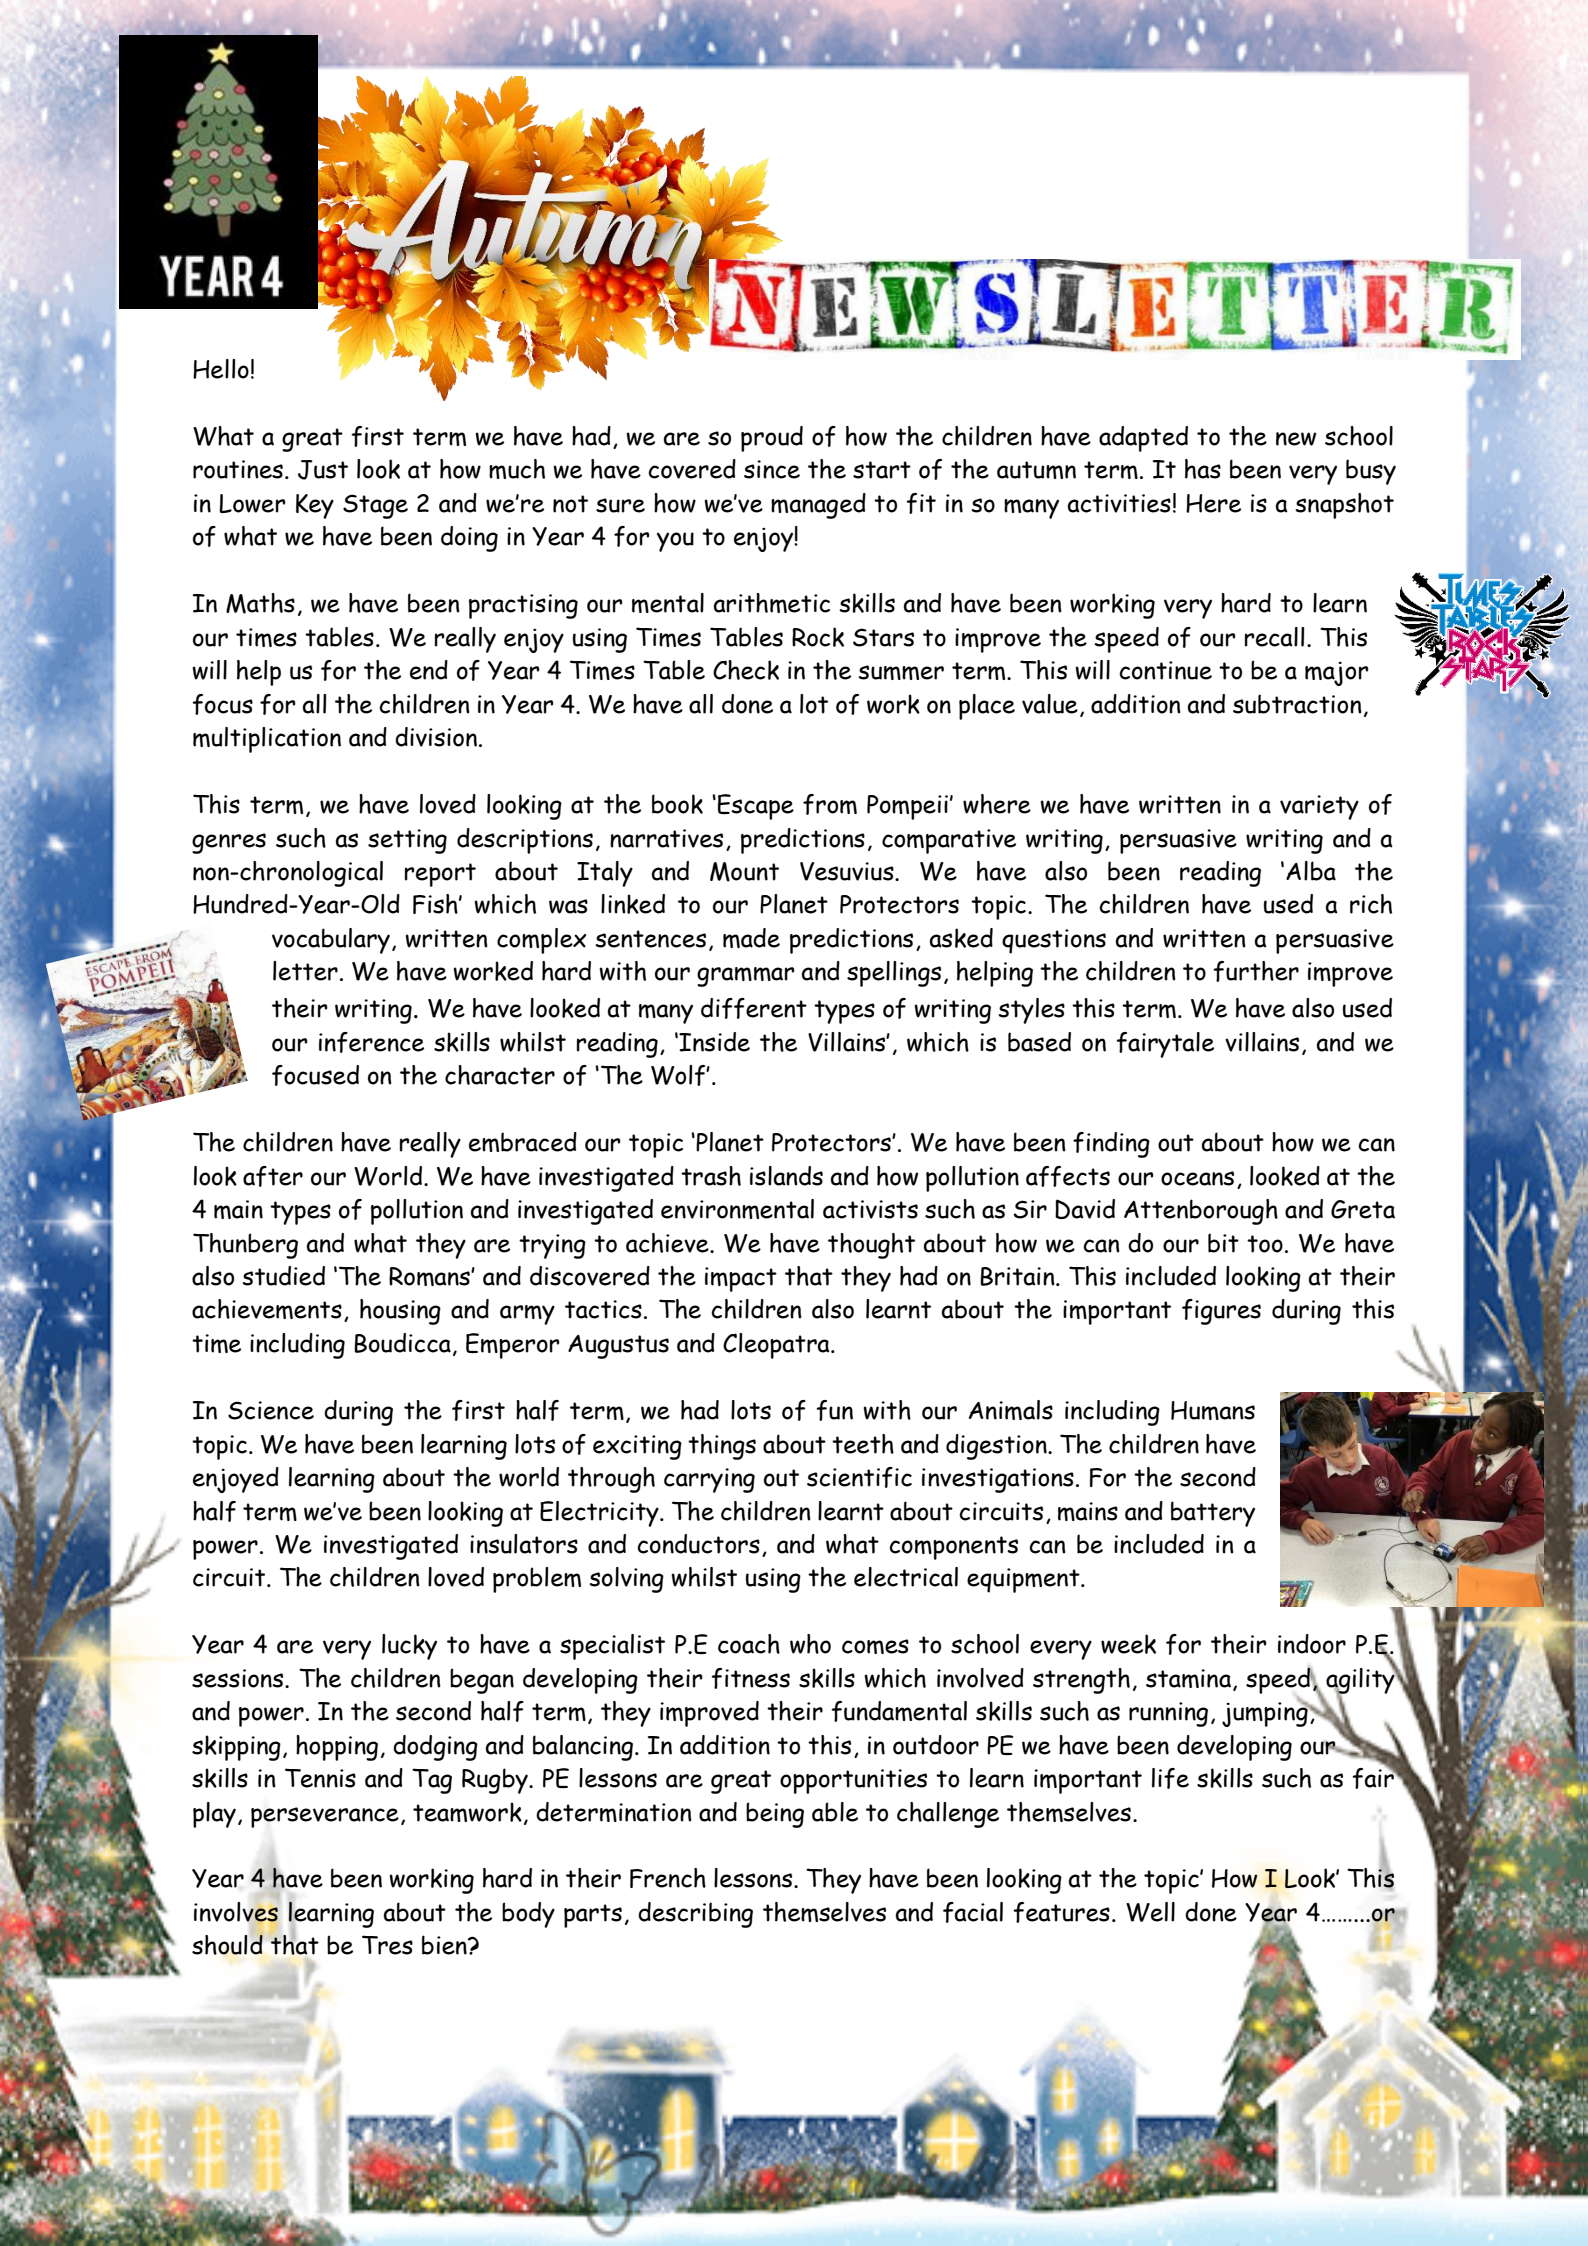 YEAR 4
Autumn
NEWSLETTER
Hello!
What a great first term we have had, we are so proud of how the children have adapted to the new school
routines. Just look at how much we have covered since the start of the autumn term. It has been very busy
in Lower Key Stage 2 and we're not sure how we've managed to fit in so many activities! Here is a snapshot
of what we have been doing in Year 4 for you to enjoy!
In Maths, we have been practising our mental arithmetic skills and have been working very hard to learn
our times tables. We really enjoy using Times Tables Rock Stars to improve the speed of our recall. This
will help us for the end of Year 4 Times Table Check in the summer term. This will continue to be a major
focus for all the children in Year 4. We have all done a lot of work on place value, addition and subtraction,
multiplication and division.
TIMES
TABLES
ROCK
STARS
This term, we have loved looking at the book ‘Escape from Pompeii’ where we have written in a variety of
genres such as setting descriptions, narratives, predictions, comparative writing, persuasive writing and a
non-chronological report about Italy and Mount Vesuvius. We have also been reading ‘Alba the
Hundred-Year-Old Fish’ which was linked to our Planet Protectors topic. The children have used a rich
vocabulary, written complex sentences, made predictions, asked questions and written a persuasive
letter. We have worked hard with our grammar and spellings, helping the children to further improve
their writing. We have looked at many different types of writing styles this term. We have also used
our inference skills whilst reading, ‘Inside the Villains’, which is based on fairytale villains, and we
focused on the character of ‘The Wolf’.
ESCAPE FROM
POMPEII
The children have really embraced our topic ‘Planet Protectors’. We have been finding out about how we can
look after our World. We have investigated trash islands and how pollution affects our oceans, looked at the
4 main types of pollution and investigated environmental activists such as Sir David Attenborough and Greta
Thunberg and what they are trying to achieve. We have thought about how we can do our bit too. We have
also studied ‘The Romans’ and discovered the impact that they had on Britain. This included looking at their
achievements, housing and army tactics. The children also learnt about the important figures during this
time including Boudicca, Emperor Augustus and Cleopatra.
In Science during the first half term, we had lots of fun with our Animals including Humans
topic. We have been learning lots of exciting things about teeth and digestion. The children have
enjoyed learning about the world through carrying out scientific investigations. For the second
half term we've been looking at Electricity. The children learnt about circuits, mains and battery
power. We investigated insulators and conductors, and what components can be included in a
circuit. The children loved problem solving whilst using the electrical equipment.
Year 4 are very lucky to have a specialist P.E coach who comes to school every week for their indoor P.E.
sessions. The children began developing their fitness skills which involved strength, stamina, speed, agility
and power. In the second half term, they improved their fundamental skills such as running, jumping,
skipping, hopping, dodging and balancing. In addition to this, in outdoor PE we have been developing our
skills in Tennis and Tag Rugby. PE lessons are great opportunities to learn important life skills such as fair
play, perseverance, teamwork, determination and being able to challenge themselves.
Year 4 have been working hard in their French lessons. They have been looking at the topic’ How I Look’ This
involves learning about the body parts, describing themselves and facial features. Well done Year 4………or
should that be Tres bien?